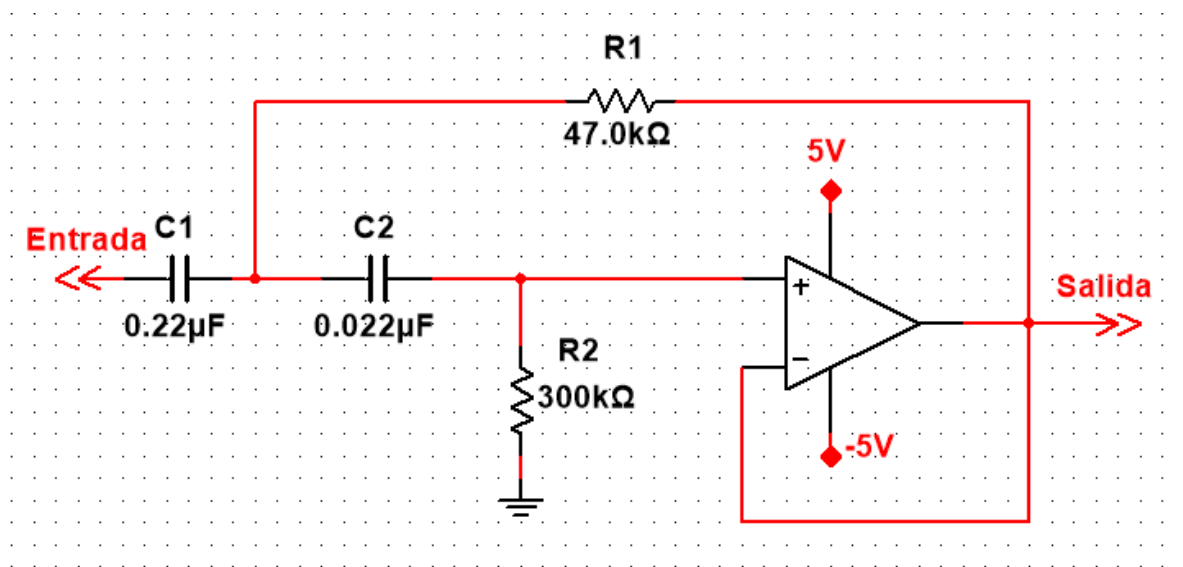 R1
47.0kΩ
5V
C1
C2
Entrada
+
Salida
0.22µF
0.022µF
R2
−
300kΩ
-5V